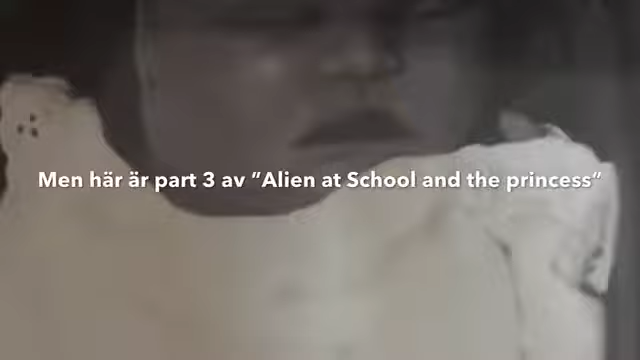 Men här är part 3 av ”Alien at School and the princess”